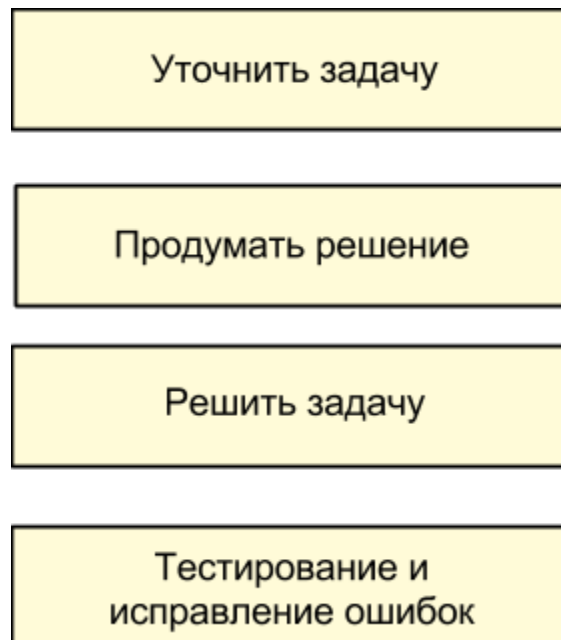 Уточнить задачу
Продумать решение
Решить задачу
Тестирование и
исправление ошибок